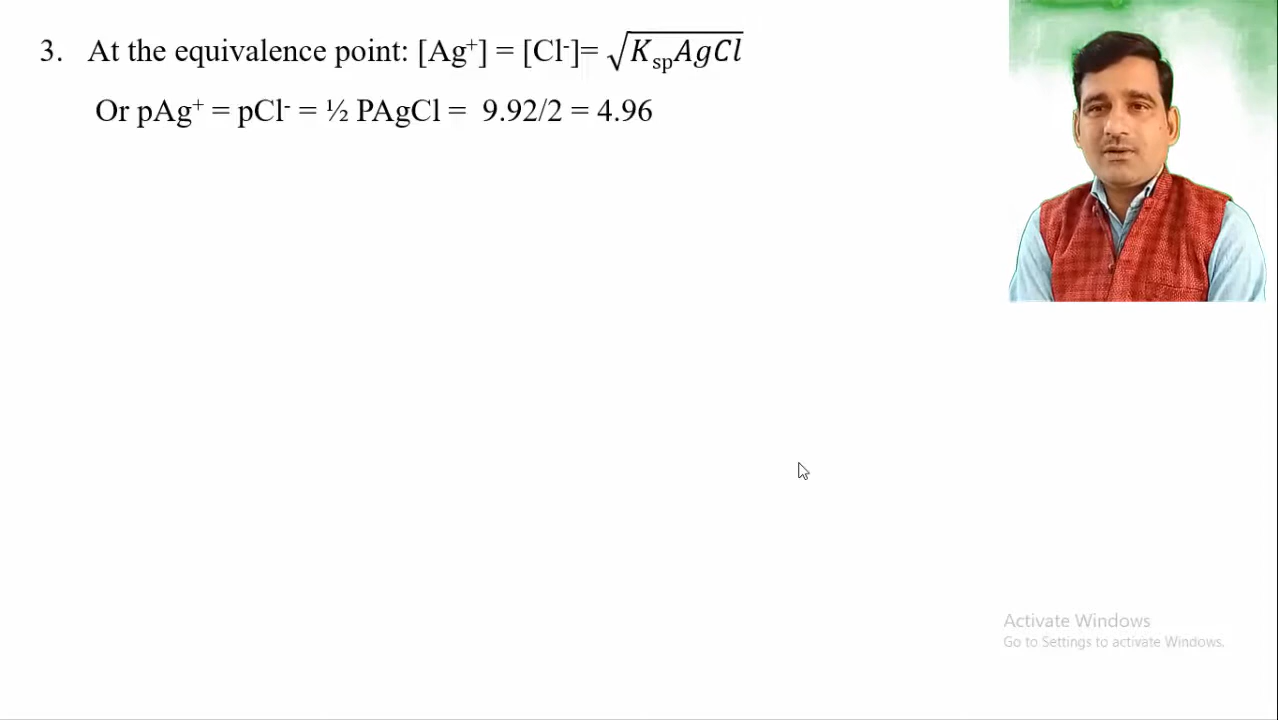 3. At the equivalence point: [Ag⁺] = [Cl⁻]= √KₛₚAgCl
Or pAg⁺ = pCl⁻ = ½ PAgCl = 9.92/2 = 4.96
Activate Windows
Go to Settings to activate Windows.